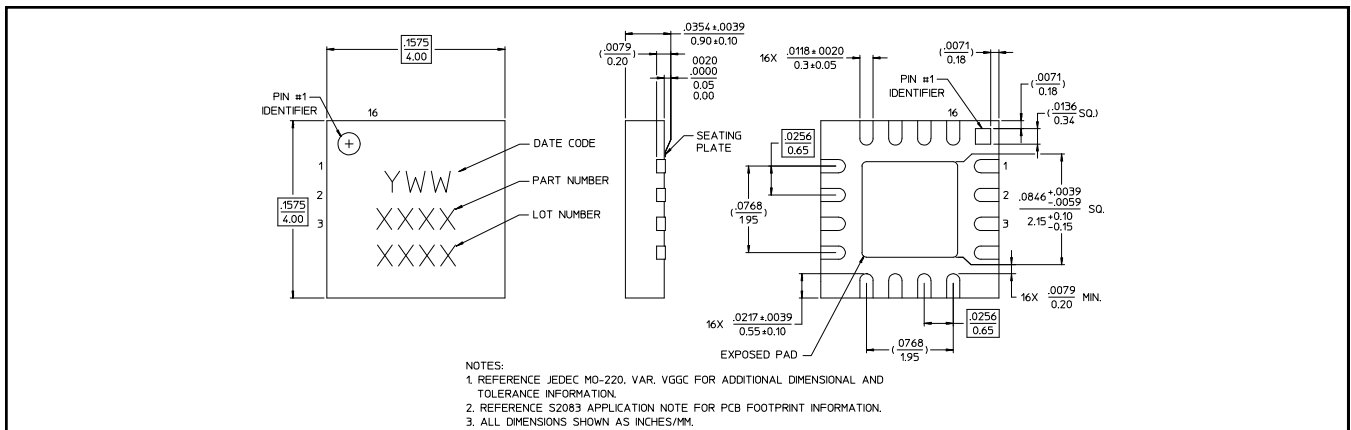 .1575
4.00
PIN #1
IDENTIFIER
16
.1575
4.00
1
2
3
YWW
XXXX
XXXX
DATE CODE
PART NUMBER
LOT NUMBER
(.0079
0.20)
.0354±.0039
0.90±0.10
0020
.0000
0.05
0.00
SEATING
PLATE
16X .0118±0020
0.3±0.05
(.0071
0.18)
PIN #1
IDENTIFIER
16
.0071
0.18
(.0136
0.34 SQ.)
.0256
0.65
(.0768
1.95)
1
2
3
.0846 +.0039
-.0059 SQ.
2.15 +0.10
-0.15
16X .0217±.0039
0.55±0.10
EXPOSED PAD
(.0768
1.95)
.0256
0.65
16X .0079 MIN.
0.20
NOTES:
1. REFERENCE JEDEC MO-220, VAR. VGGC FOR ADDITIONAL DIMENSIONAL AND
TOLERANCE INFORMATION.
2. REFERENCE S2083 APPLICATION NOTE FOR PCB FOOTPRINT INFORMATION.
3. ALL DIMENSIONS SHOWN AS INCHES/MM.